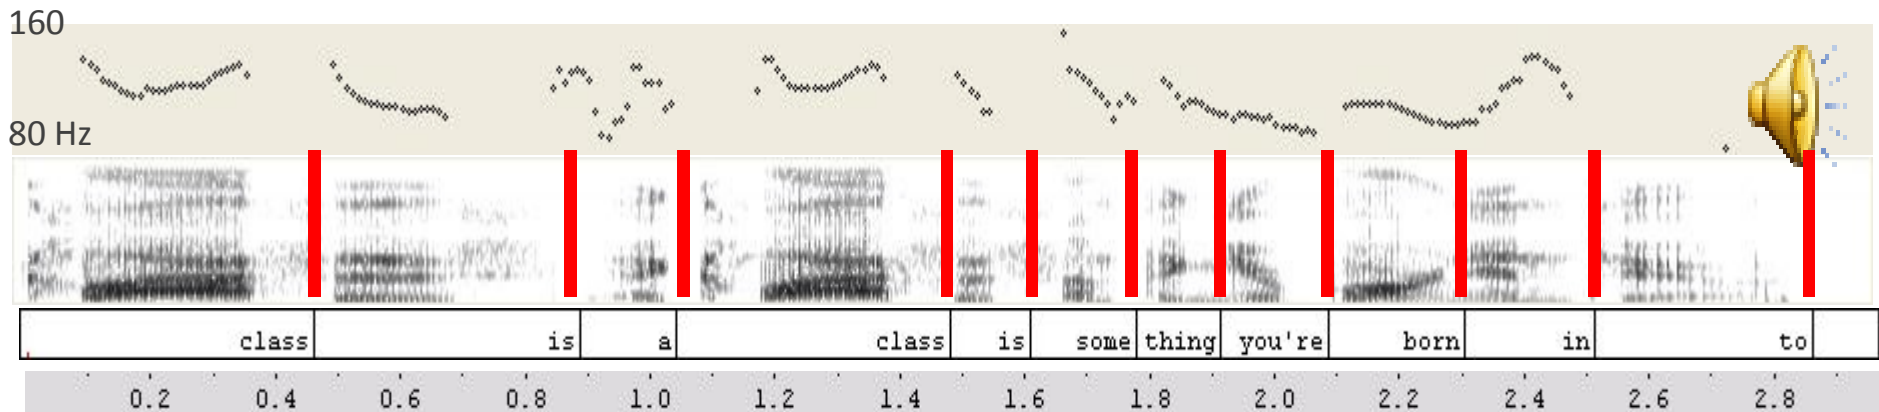 160
80 Hz
class is a class is some thing you're born in to
0.2 0.4 0.6 0.8 1.0 1.2 1.4 1.6 1.8 2.0 2.2 2.4 2.6 2.8